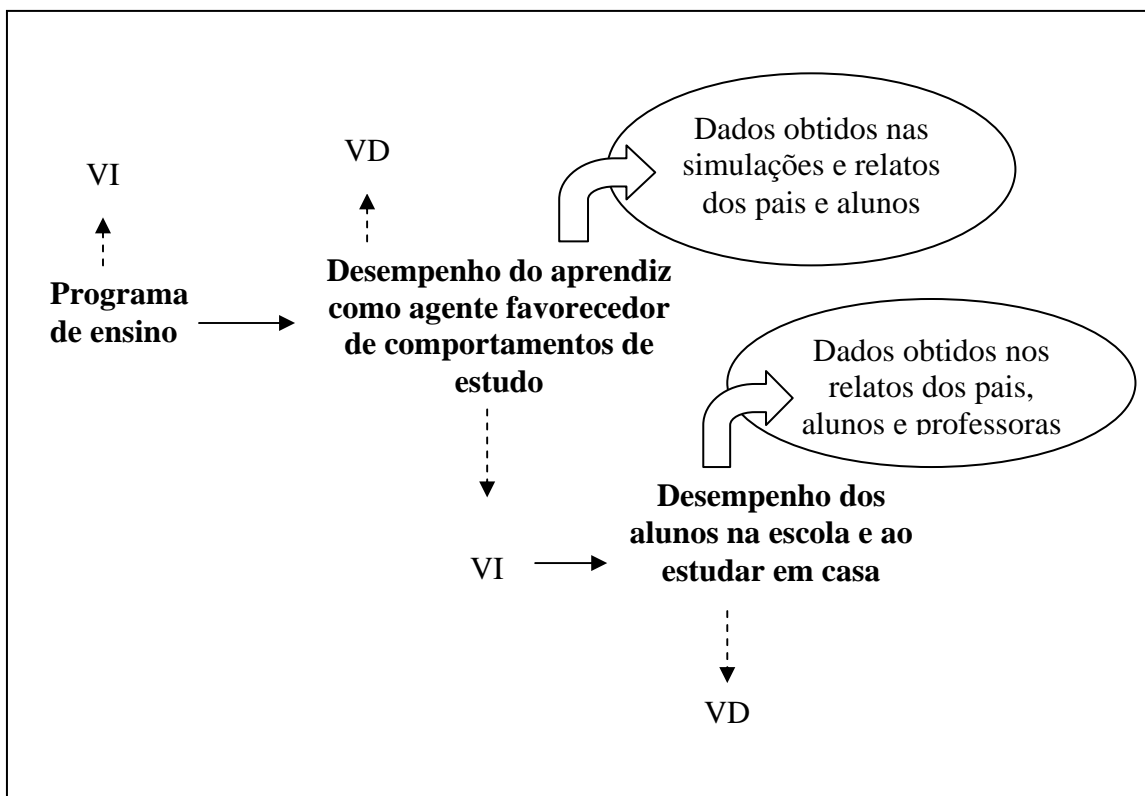 VI
Programa
de ensino
VD
Desempenho do aprendiz
como agente favorecedor
de comportamentos de
estudo
Dados obtidos nas
simulações e relatos
dos pais e alunos
VI
Desempenho dos
alunos na escola e ao
estudar em casa
Dados obtidos nos
relatos dos pais,
alunos e professoras
VD